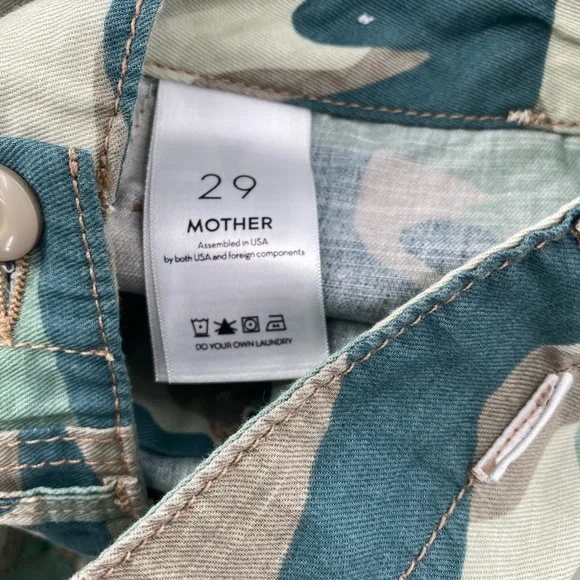 29
MOTHER
Assembled in USA
by both USA and foreign components
DO YOUR OWN LAUNDRY